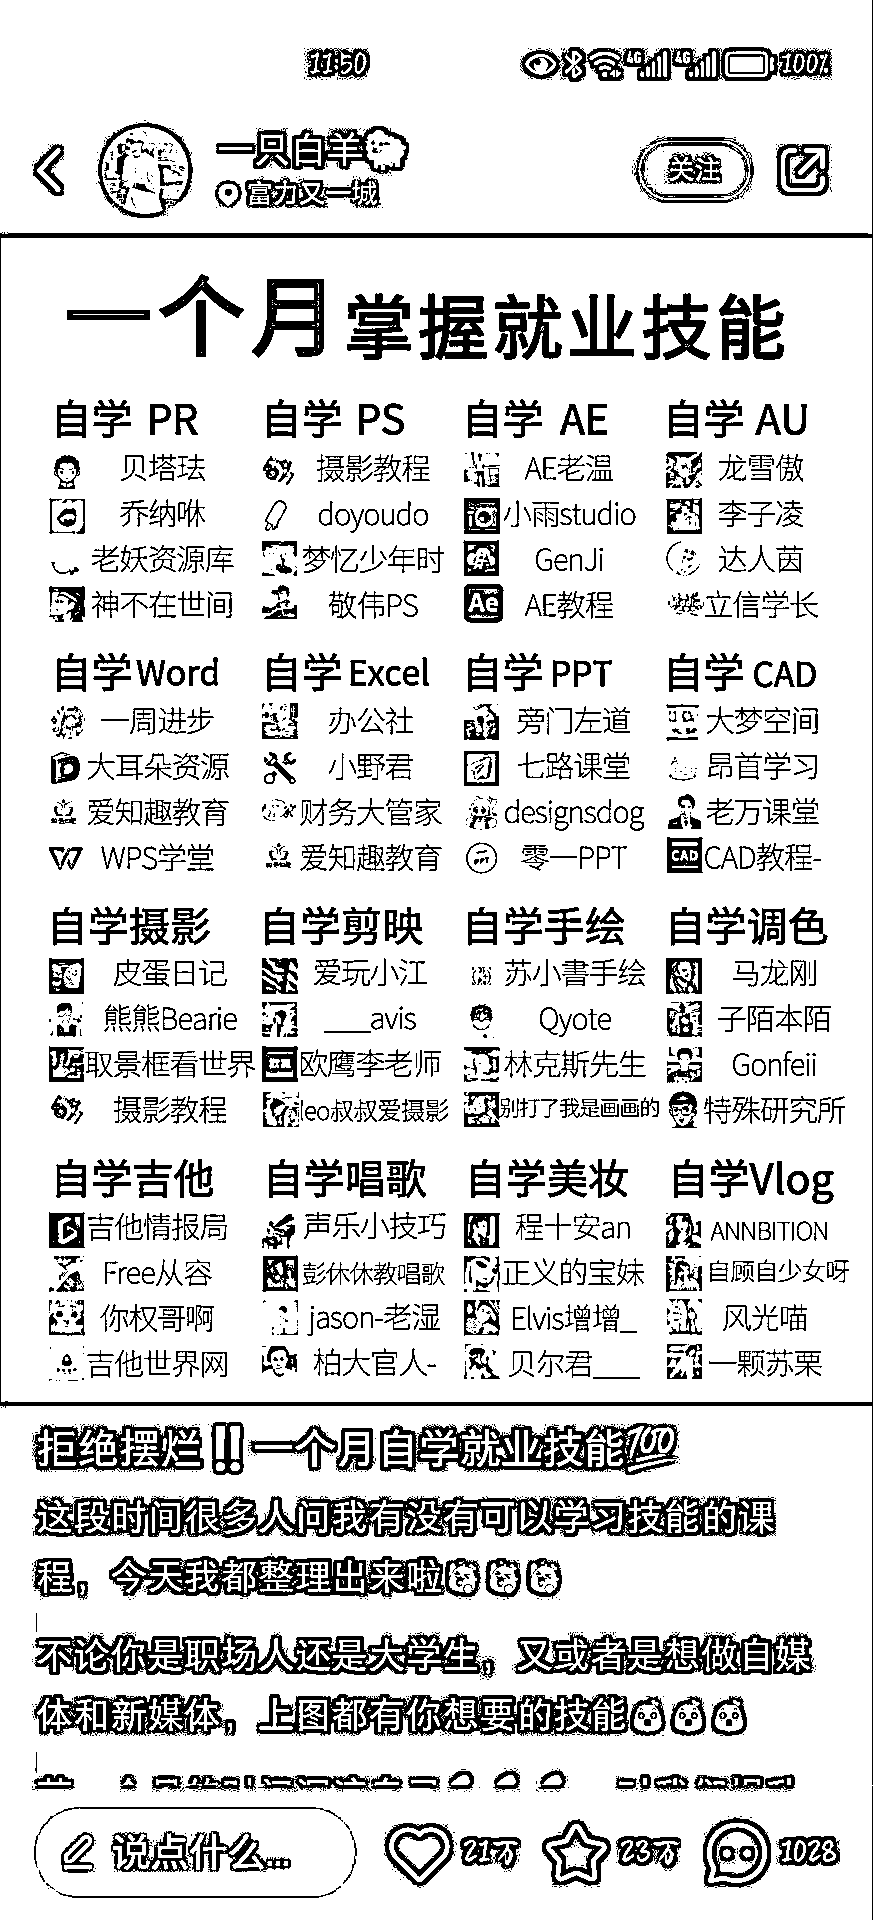 11:50 4G 4G 100%
一只白羊
富力又一城
关注
一个月掌握就业技能
自学 PR 自学 PS 自学 AE 自学 AU
贝塔珐 摄影教程 AE老温 龙雪傲
乔纳咻 doyoudo 小雨studio 李子凌
老妖资源库 梦忆少年时 GenJi 达人茵
神不在世间 敬伟PS Ae AE教程 立信学长
自学Word 自学Excel 自学PPT 自学CAD
一周进步 办公社 旁门左道 大梦空间
大耳朵资源 小野君 七路课堂 昂首学习
爱知趣教育 财务大管家 designsdog 老万课堂
WPS学堂 爱知趣教育 零一PPT CAD CAD教程-
自学摄影 自学剪映 自学手绘 自学调色
皮蛋日记 爱玩小江 苏小書手绘 马龙刚
熊熊Bearie ___avis Qyote 子陌本陌
取景框看世界 欧鹰李老师 林克斯先生 Gonfeii
摄影教程 leo叔叔爱摄影 别打了我是画画的 特殊研究所
自学吉他 自学唱歌 自学美妆 自学Vlog
吉他情报局 声乐小技巧 程十安an ANNBITION
Free从容 彭休休教唱歌 正义的宝妹 自顾自少女呀
你权哥啊 jason-老湿 Elvis增增_ 风光喵
吉他世界网 柏大官人- 贝尔君___ 一颗苏栗
拒绝摆烂‼️一个月自学就业技能💯
这段时间很多人问我有没有可以学习技能的课
程，今天我都整理出来啦
不论你是职场人还是大学生，又或者是想做自媒
体和新媒体，上图都有你想要的技能
说点什么... 21万 23万 1028